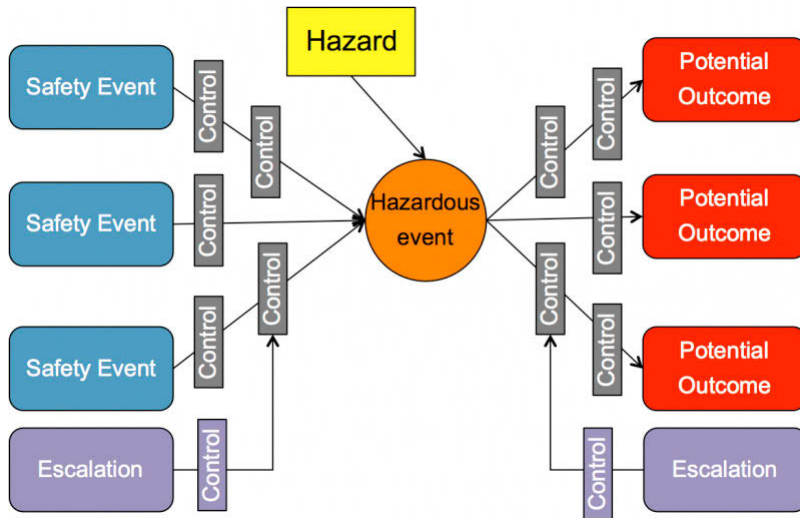 Hazard
Safety Event
Control
Control
Safety Event
Control
Safety Event
Control
Control
Escalation
Control
Hazardous
event
Control
Control
Potential
Outcome
Control
Potential
Outcome
Control
Control
Potential
Outcome
Control
Escalation